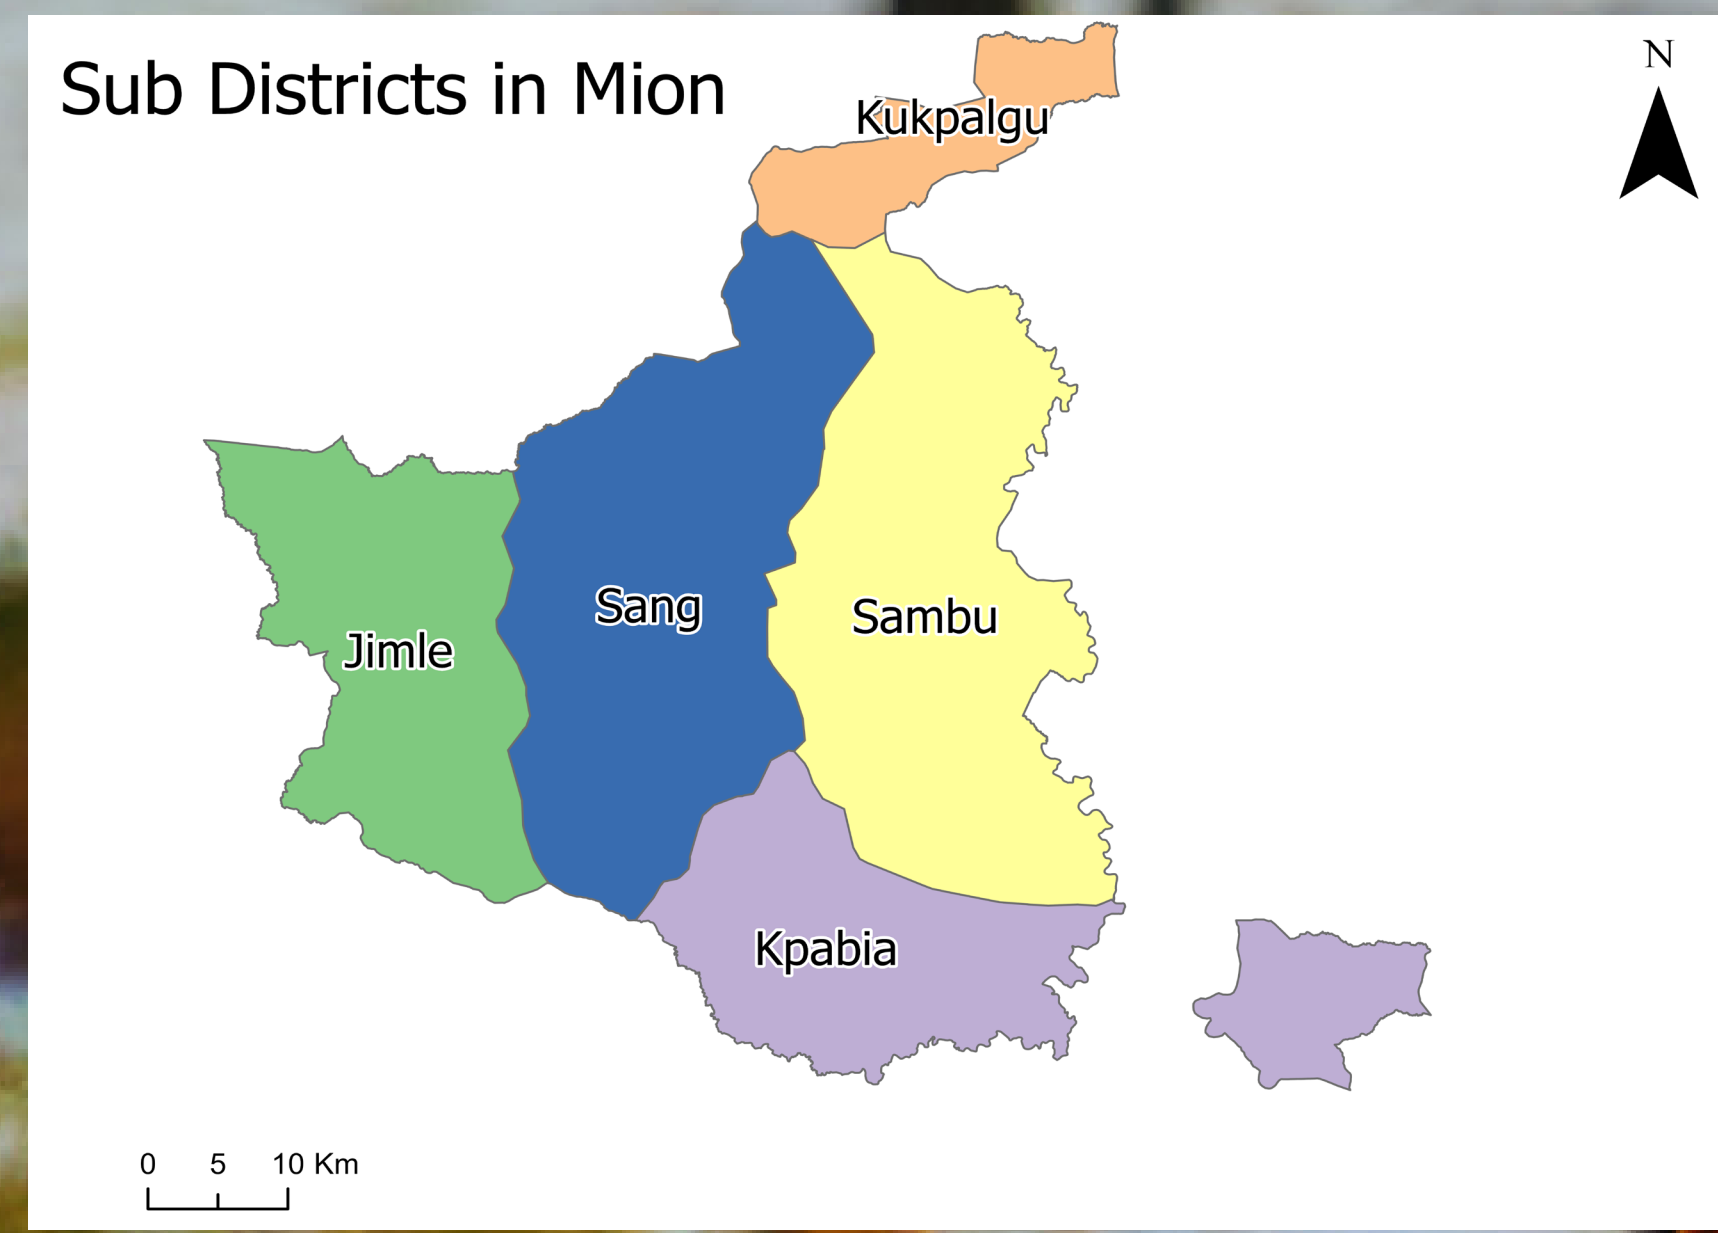 Sub Districts in Mion
N
Kukpalgu
Sang
Sambu
Jimle
Kpabia
0 5 10 Km